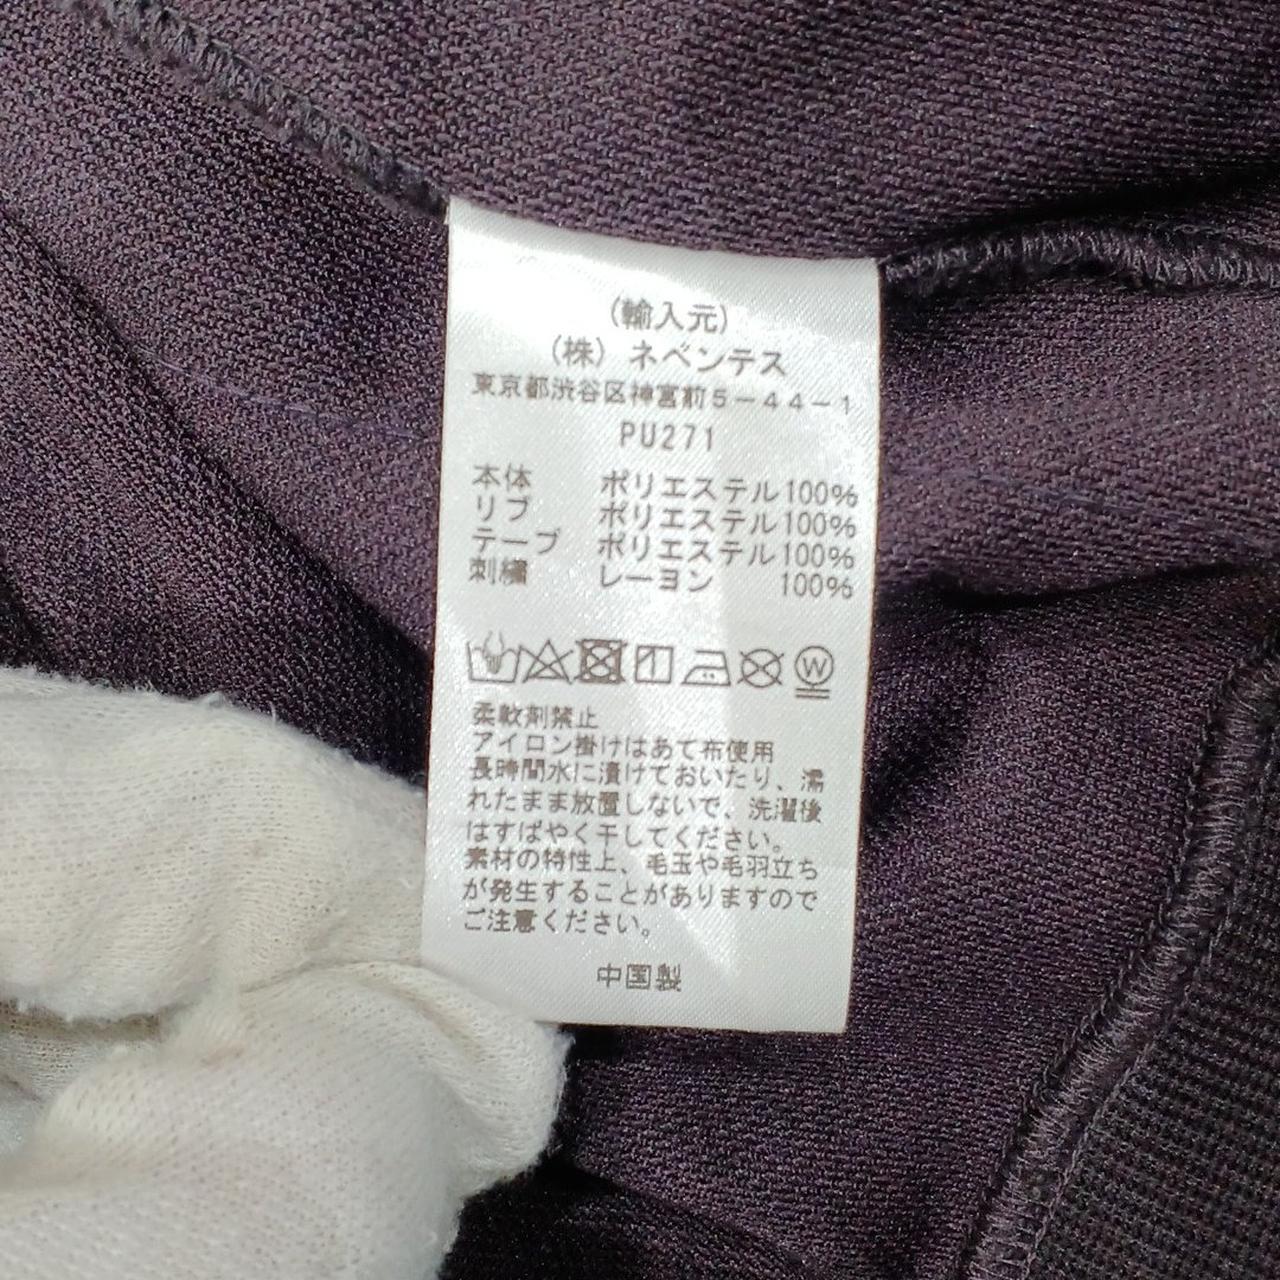 (輸入元)
(株) ネペンテス
東京都渋谷区神宮前5-44-1
PU271
本体 ポリエステル100%
リブ ポリエステル100%
テープ ポリエステル100%
刺繍 レーヨン 100%
W
柔軟剤禁止
アイロン掛けはあて布使用
長時間水に漬けておいたり、濡
れたまま放置しないで、洗濯後
はすばやく干してください。
素材の特性上、毛玉や毛羽立ち
が発生することがありますので
ご注意ください。
中国製